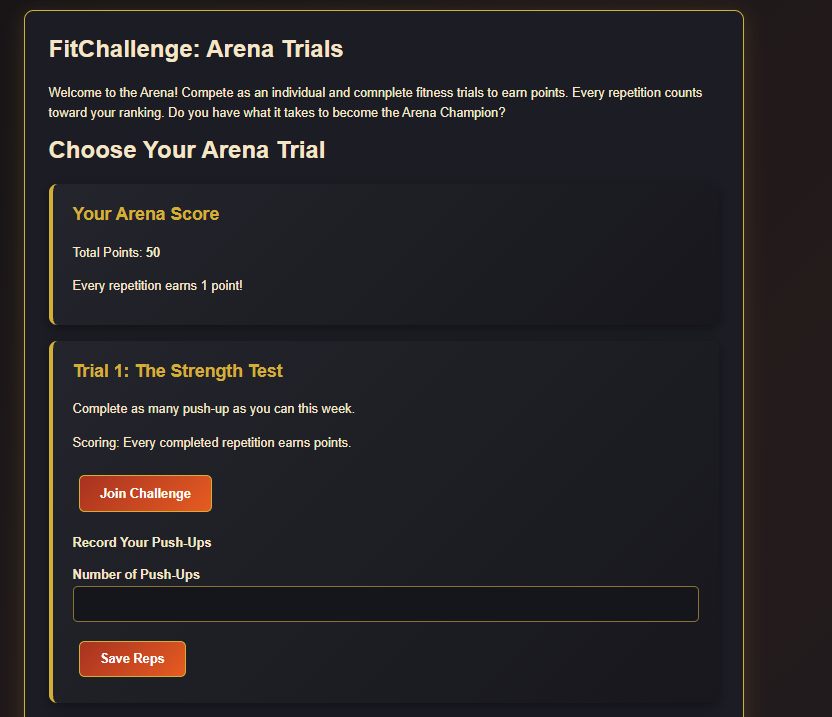 FitChallenge: Arena Trials
Welcome to the Arena! Compete as an individual and comnplete fitness trials to earn points. Every repetition counts
toward your ranking. Do you have what it takes to become the Arena Champion?
Choose Your Arena Trial
Your Arena Score
Total Points: 50
Every repetition earns 1 point!
Trial 1: The Strength Test
Complete as many push-up as you can this week.
Scoring: Every completed repetition earns points.
Join Challenge
Record Your Push-Ups
Number of Push-Ups
Save Reps